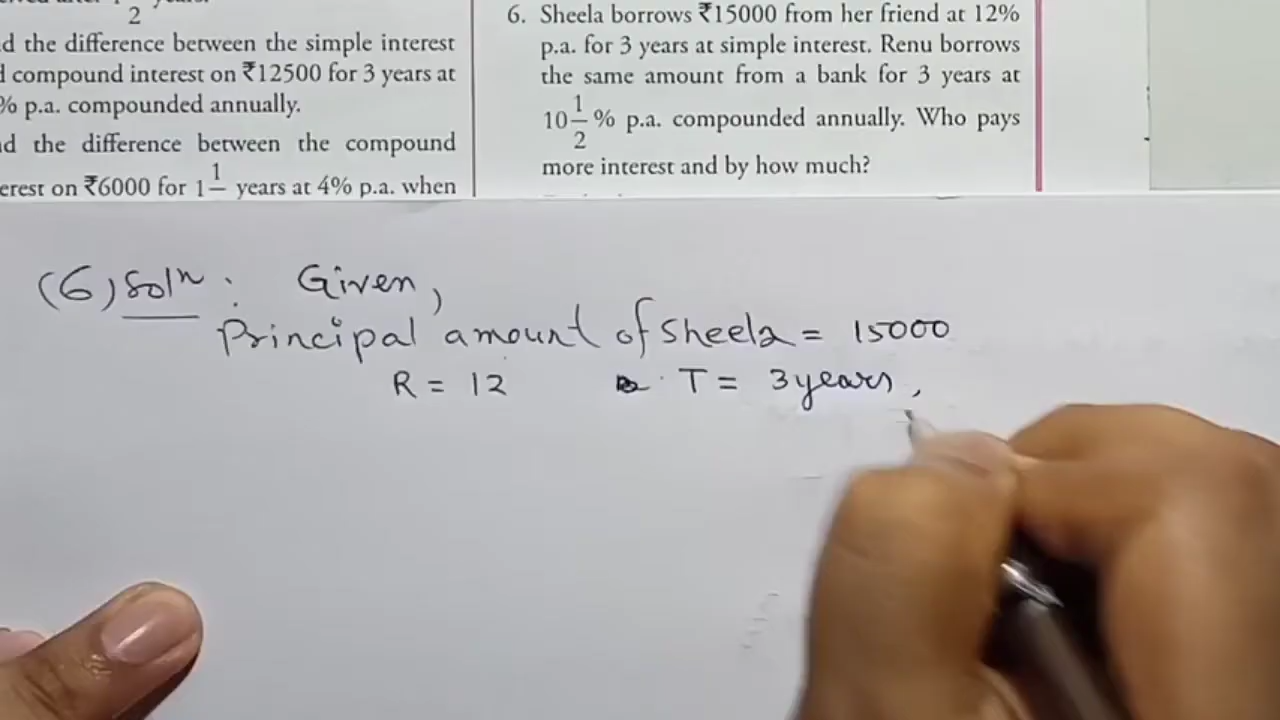 2
d the difference between the simple interest
d compound interest on ₹12500 for 3 years at
% p.a. compounded annually.
nd the difference between the compound
erest on ₹6000 for 1 1/ years at 4% p.a. when
6. Sheela borrows ₹15000 from her friend at 12%
p.a. for 3 years at simple interest. Renu borrows
the same amount from a bank for 3 years at
10 1/2 % p.a. compounded annually. Who pays
more interest and by how much?
(6) Solⁿ : Given,
Principal amount of Sheela = 15000
R = 12 T = 3 years,